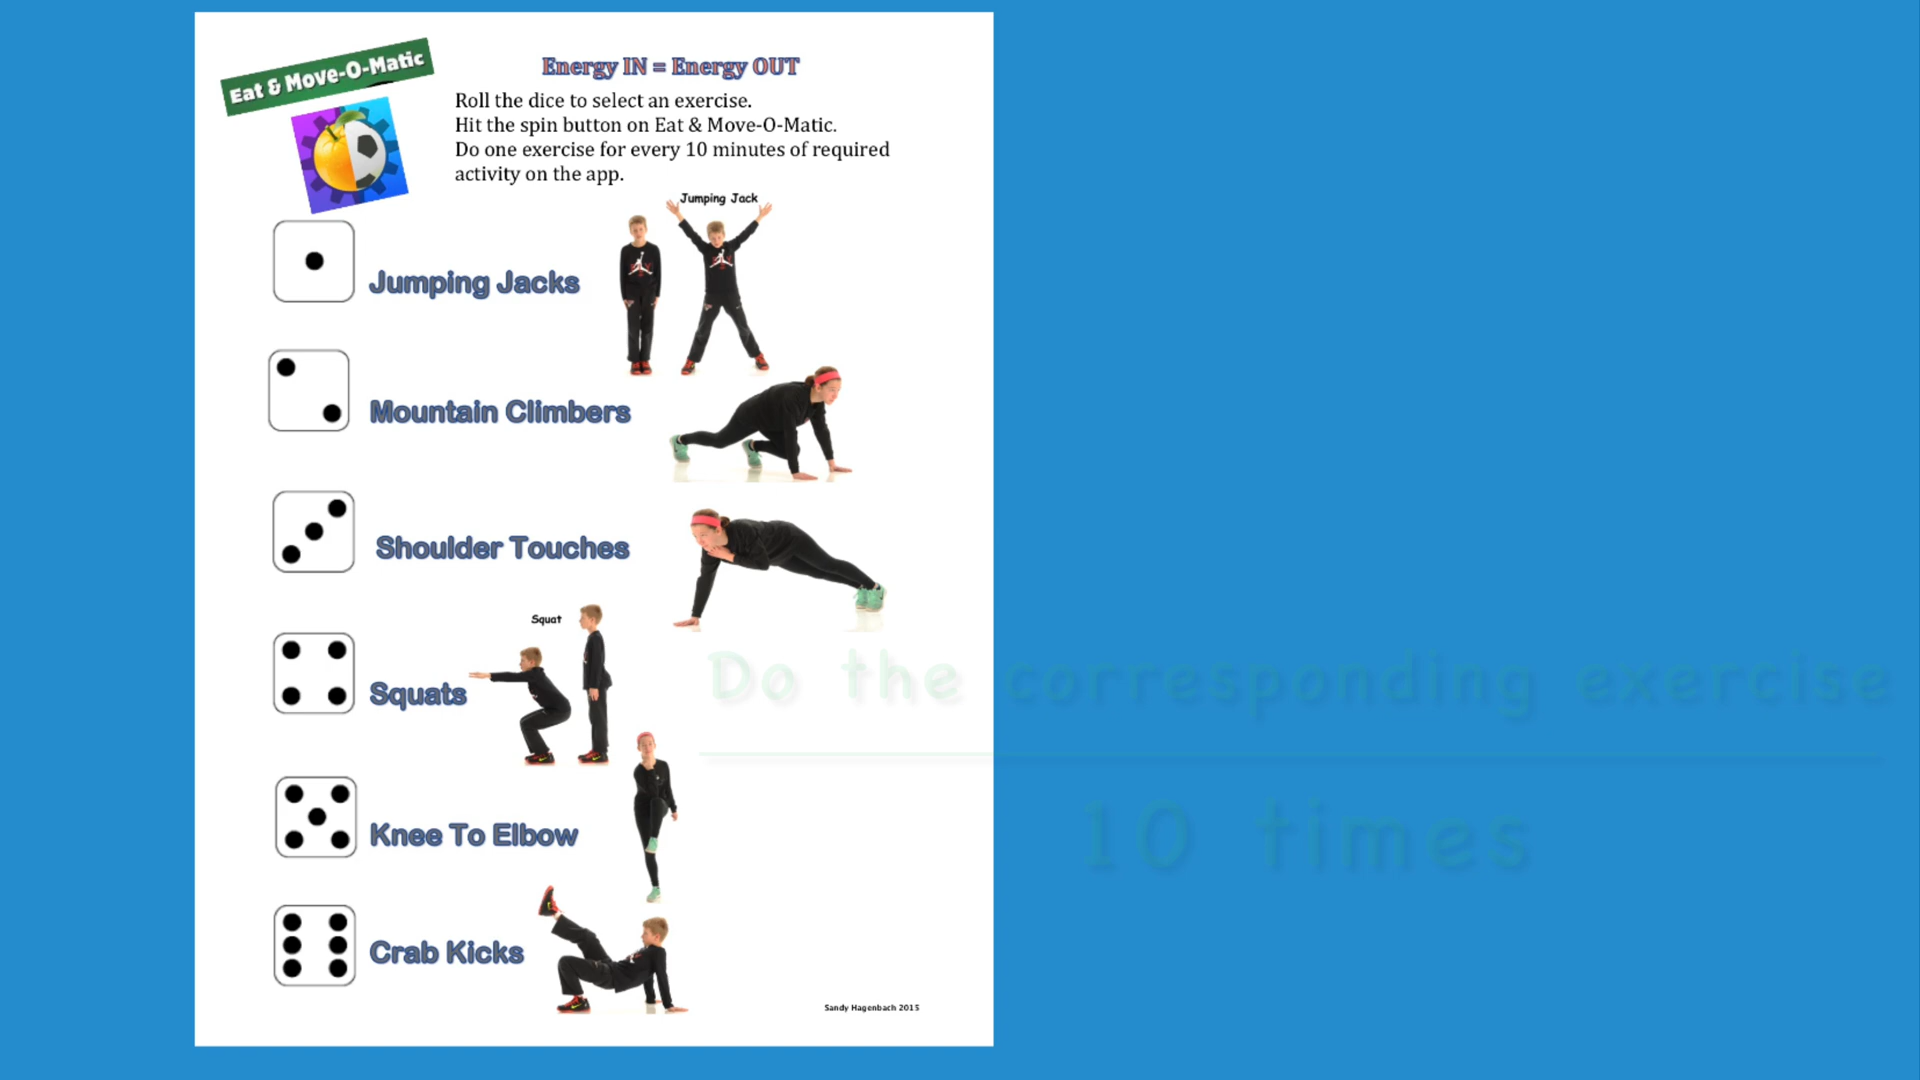 Eat & Move-O-Matic
Energy IN = Energy OUT
Roll the dice to select an exercise.
Hit the spin button on Eat & Move-O-Matic.
Do one exercise for every 10 minutes of required
activity on the app.
Jumping Jack
Jumping Jacks
Mountain Climbers
Shoulder Touches
Squat
Squats
Do the corresponding exercise
10 times
Knee To Elbow
Crab Kicks
Sandy Hagenbach 2015